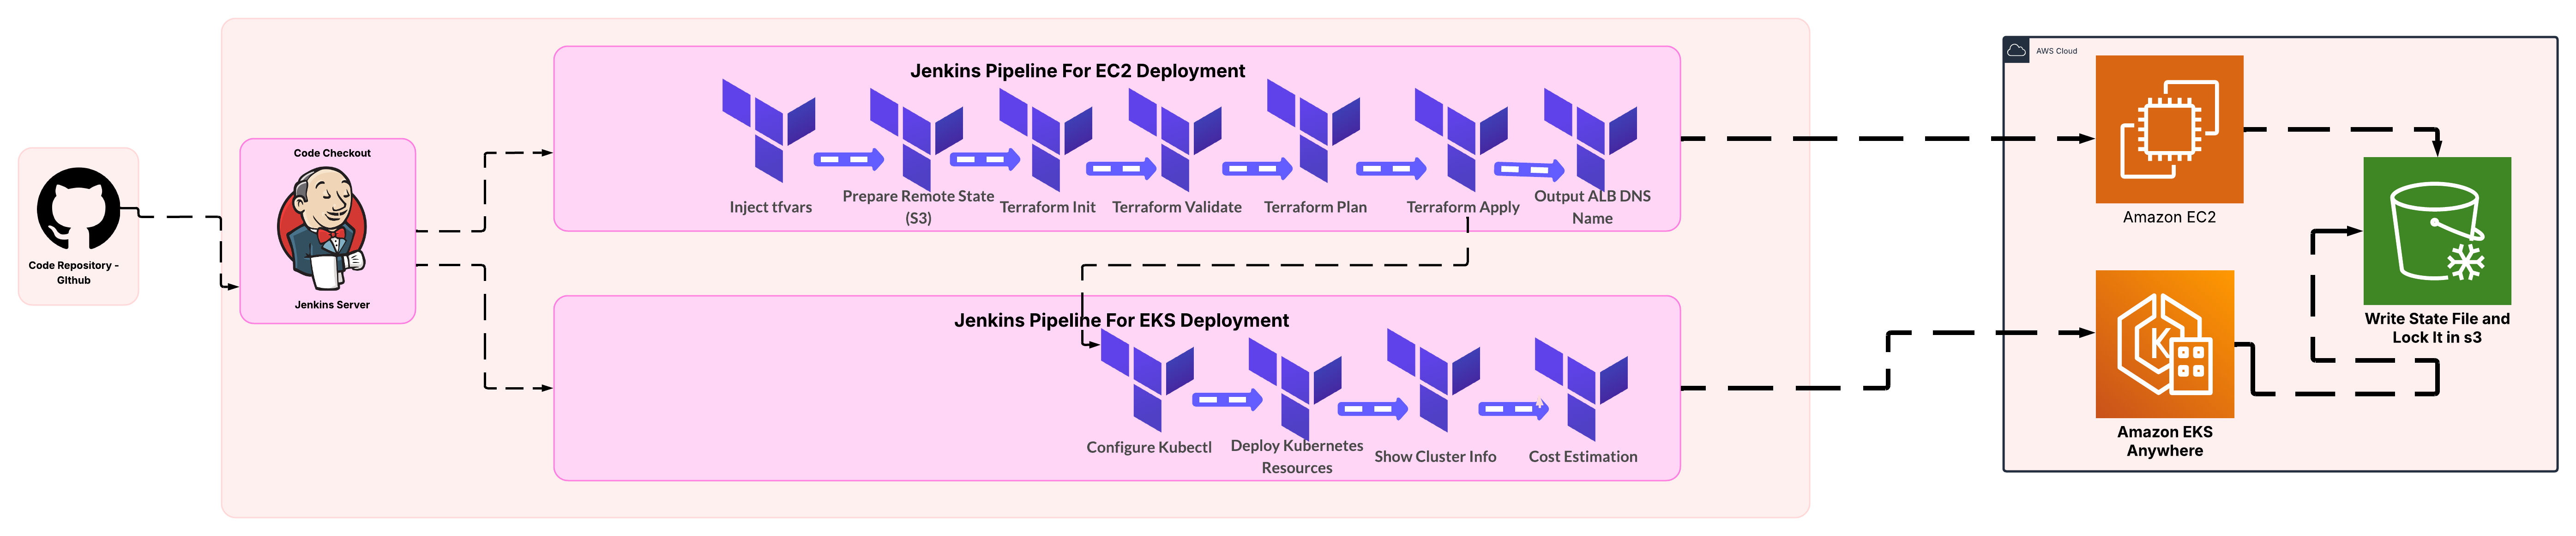 Code Repository -
GIthub
Code Checkout
Jenkins Server
Jenkins Pipeline For EC2 Deployment
Inject tfvars
Prepare Remote State
(S3)
Terraform Init
Terraform Validate
Terraform Plan
Terraform Apply
Output ALB DNS
Name
Jenkins Pipeline For EKS Deployment
Configure Kubectl
Deploy Kubernetes
Resources
Show Cluster Info
Cost Estimation
AWS Cloud
Amazon EC2
K
Amazon EKS
Anywhere
Write State File and
Lock It in s3